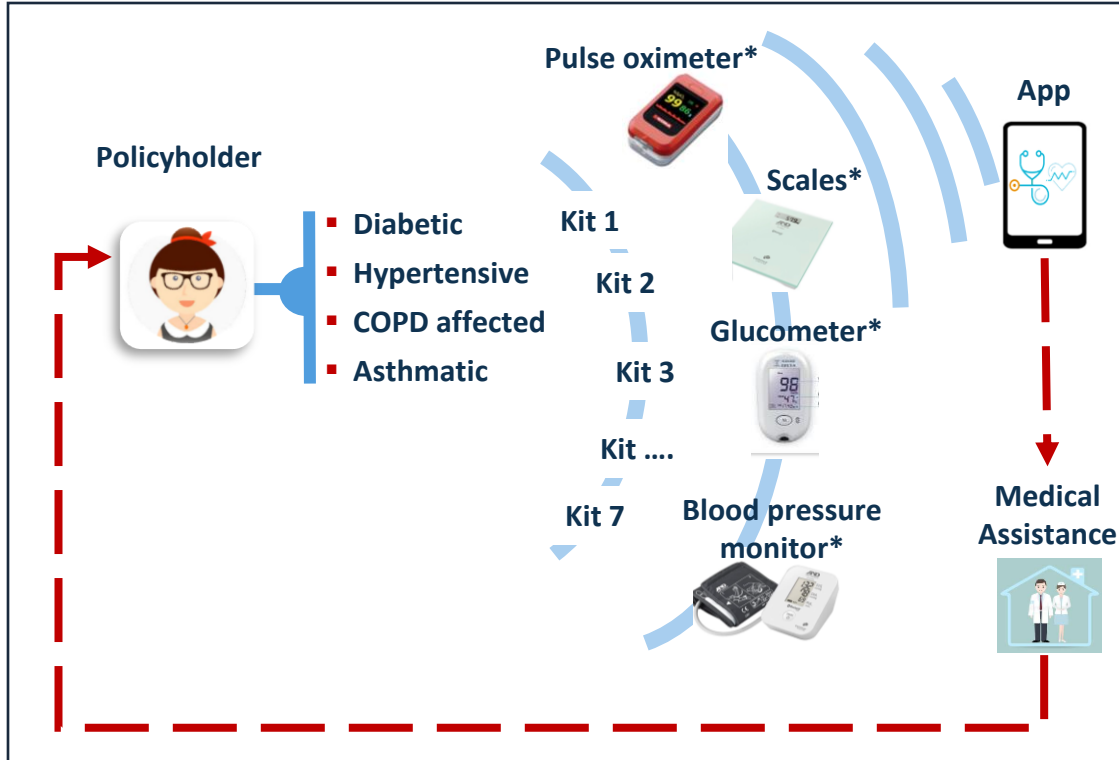 Pulse oximeter*
App
Policyholder
Scales*
Diabetic
Hypertensive
COPD affected
Asthmatic
Kit 1
Kit 2
Kit 3
Kit ....
Kit 7
Glucometer*
98
Blood pressure
monitor*
Medical
Assistance